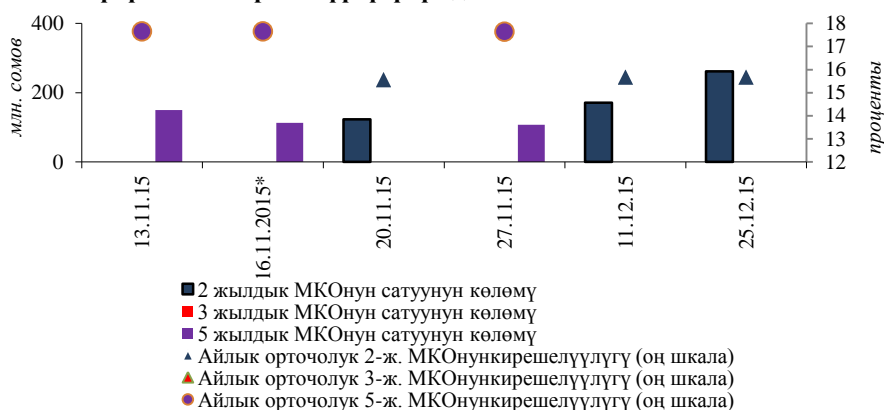 400
200
0
млн. сомов
18
17
16
15
14
13
12
проценты
13.11.15
16.11.2015*
20.11.15
27.11.15
11.12.15
25.12.15
2 жылдык МКОнун сатуунун көлөмү
3 жылдык МКОнун сатуунун көлөмү
5 жылдык МКОнун сатуунун көлөмү
Айлык орточолук 2-ж. МКОнункирешелүүлүгү (оң шкала)
Айлык орточолук 3-ж. МКОнункирешелүүлүгү (оң шкала)
Айлык орточолук 5-ж. МКОнункирешелүүлүгү (оң шкала)